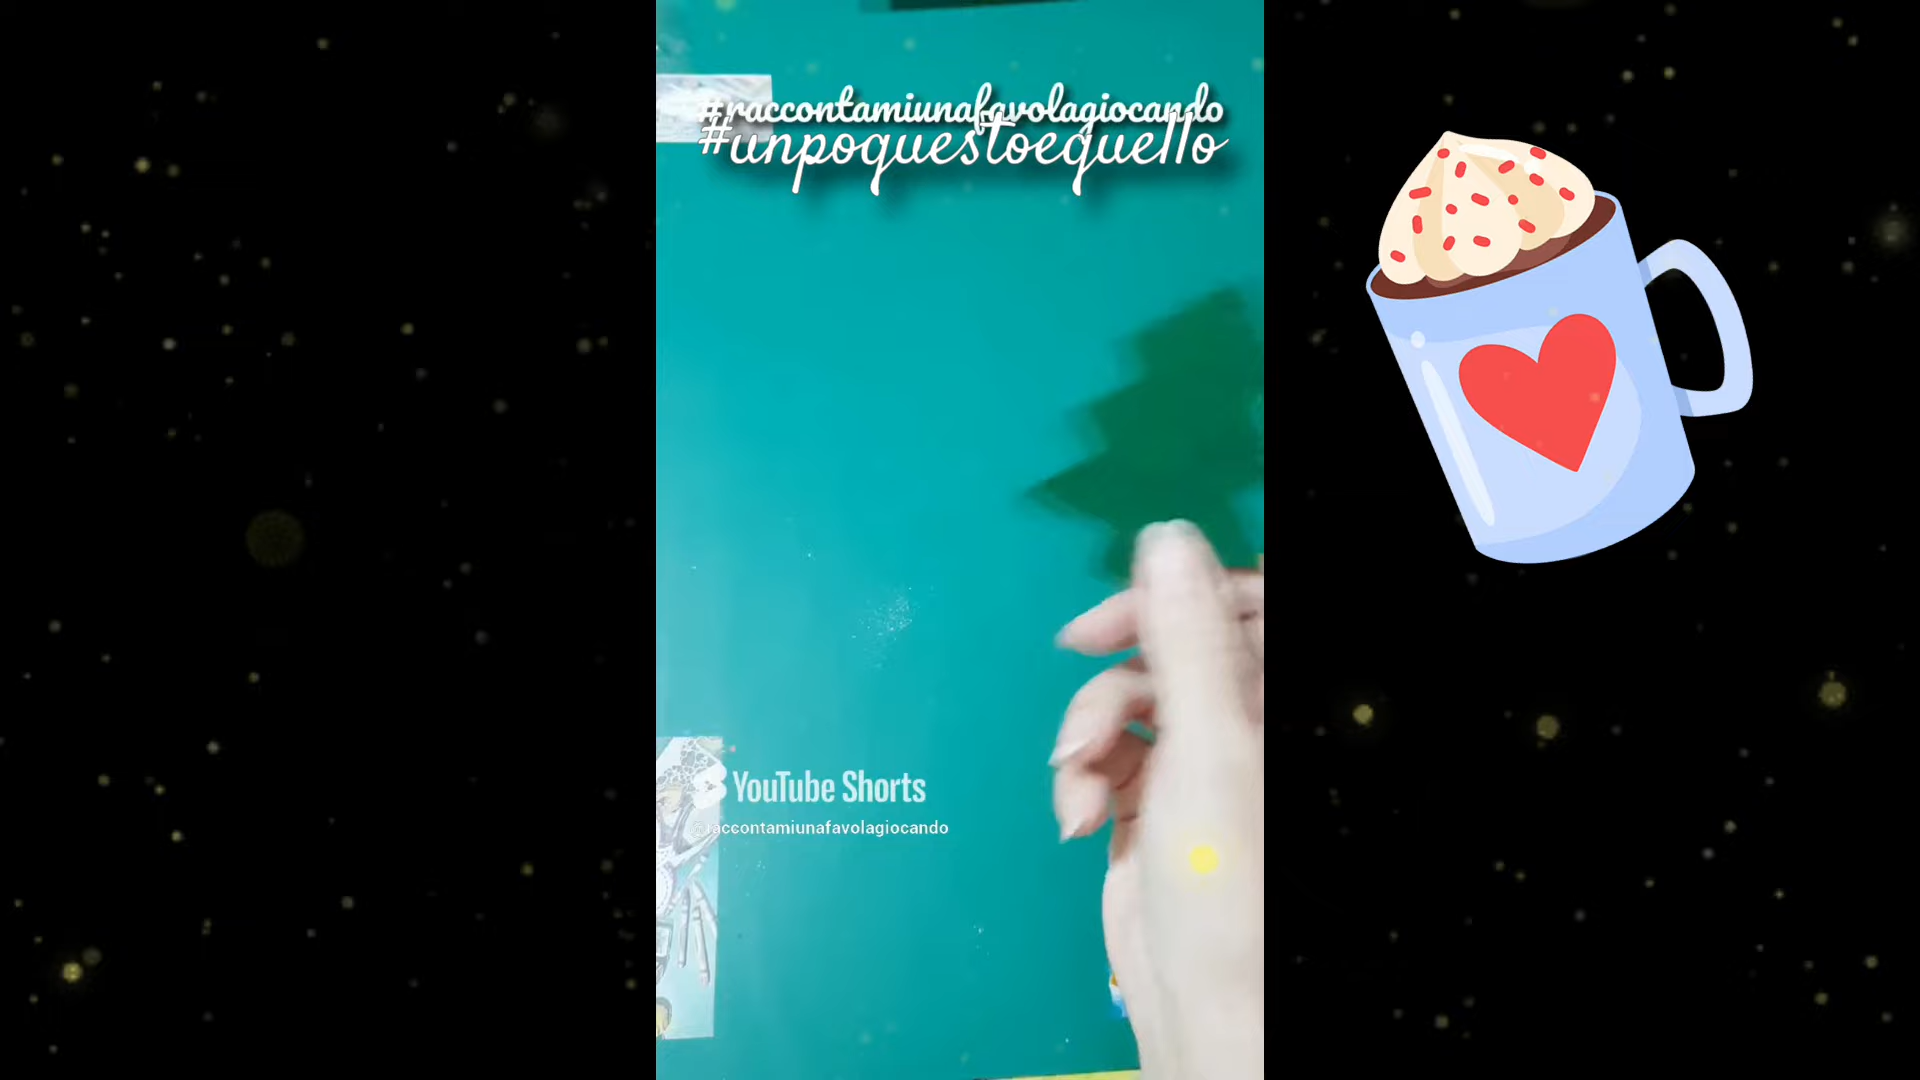 #raccontamiunafavolagiocando
#unpoquestoequello
YouTube Shorts
@raccontamiunafavolagiocando